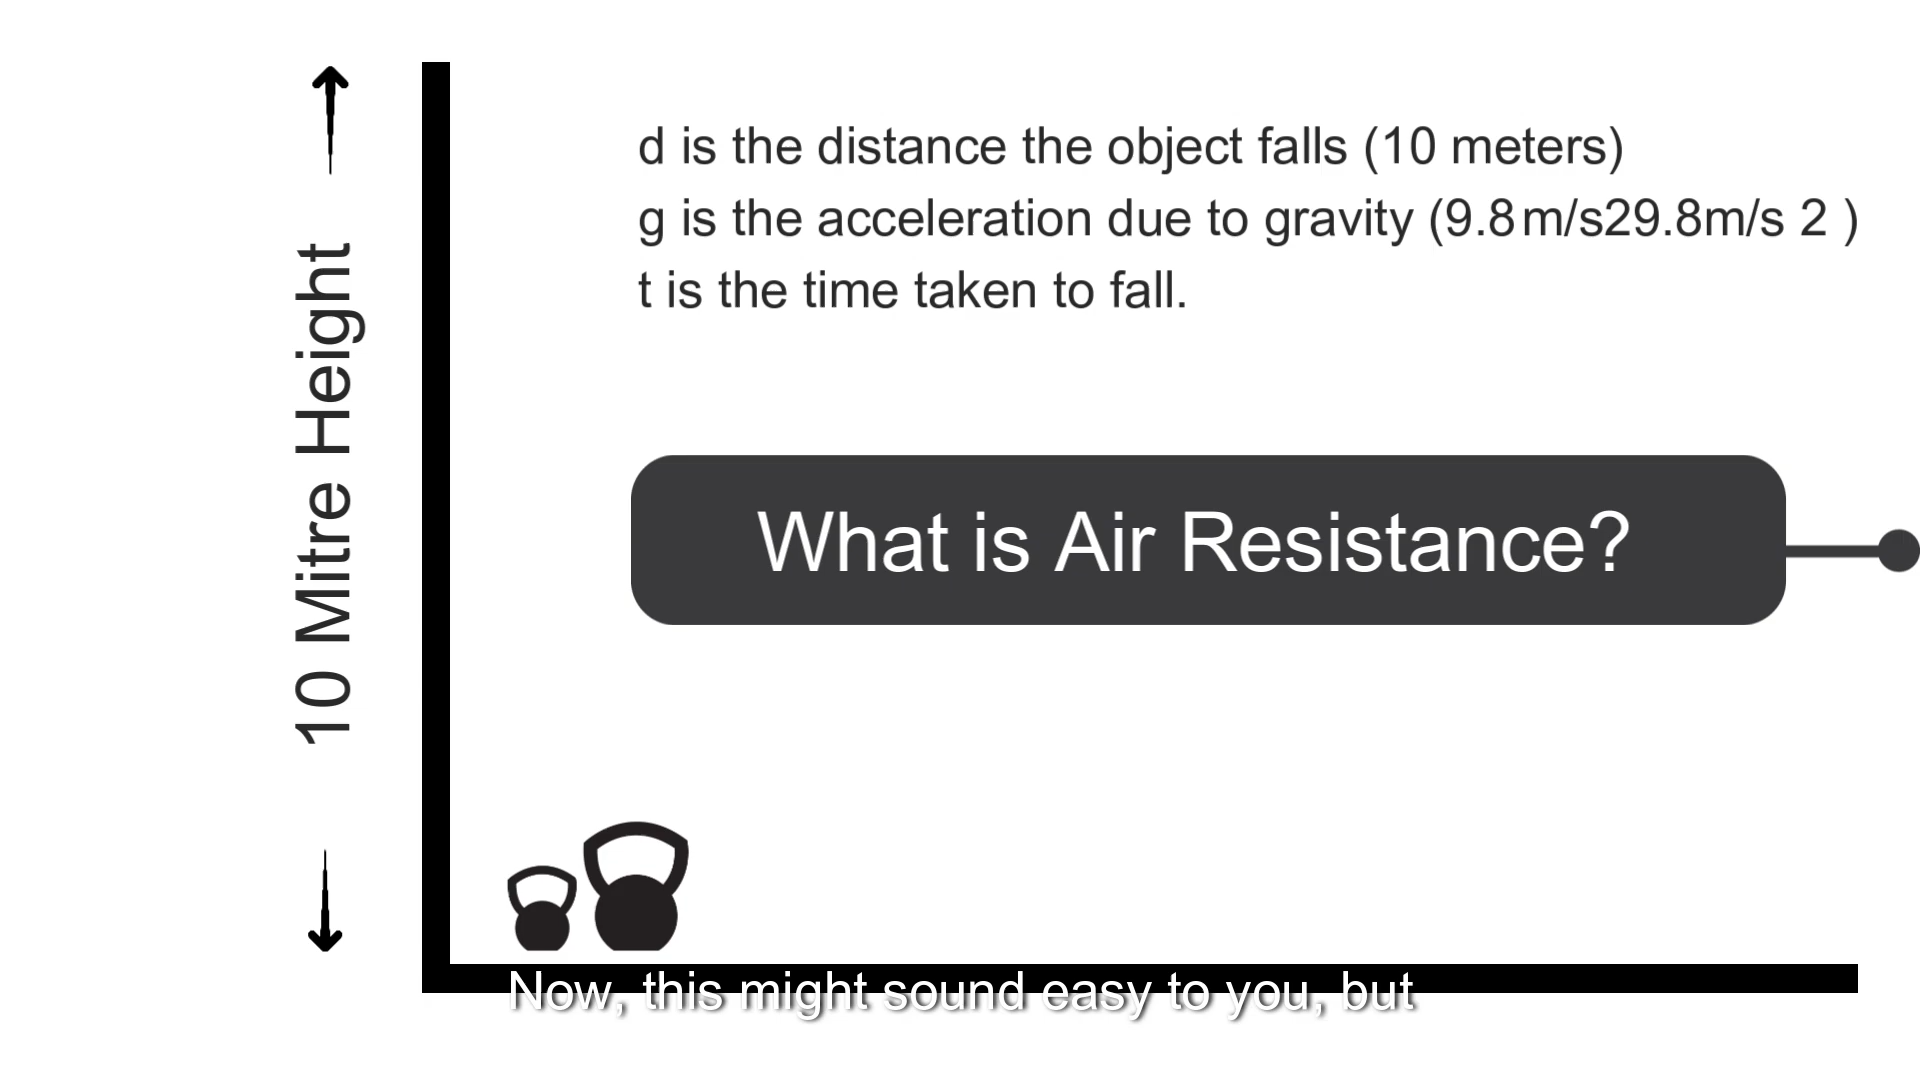 10 Mitre Height
d is the distance the object falls (10 meters)
g is the acceleration due to gravity (9.8 m/s29.8m/s 2 )
t is the time taken to fall.
What is Air Resistance?
Now, this might sound easy to you, but